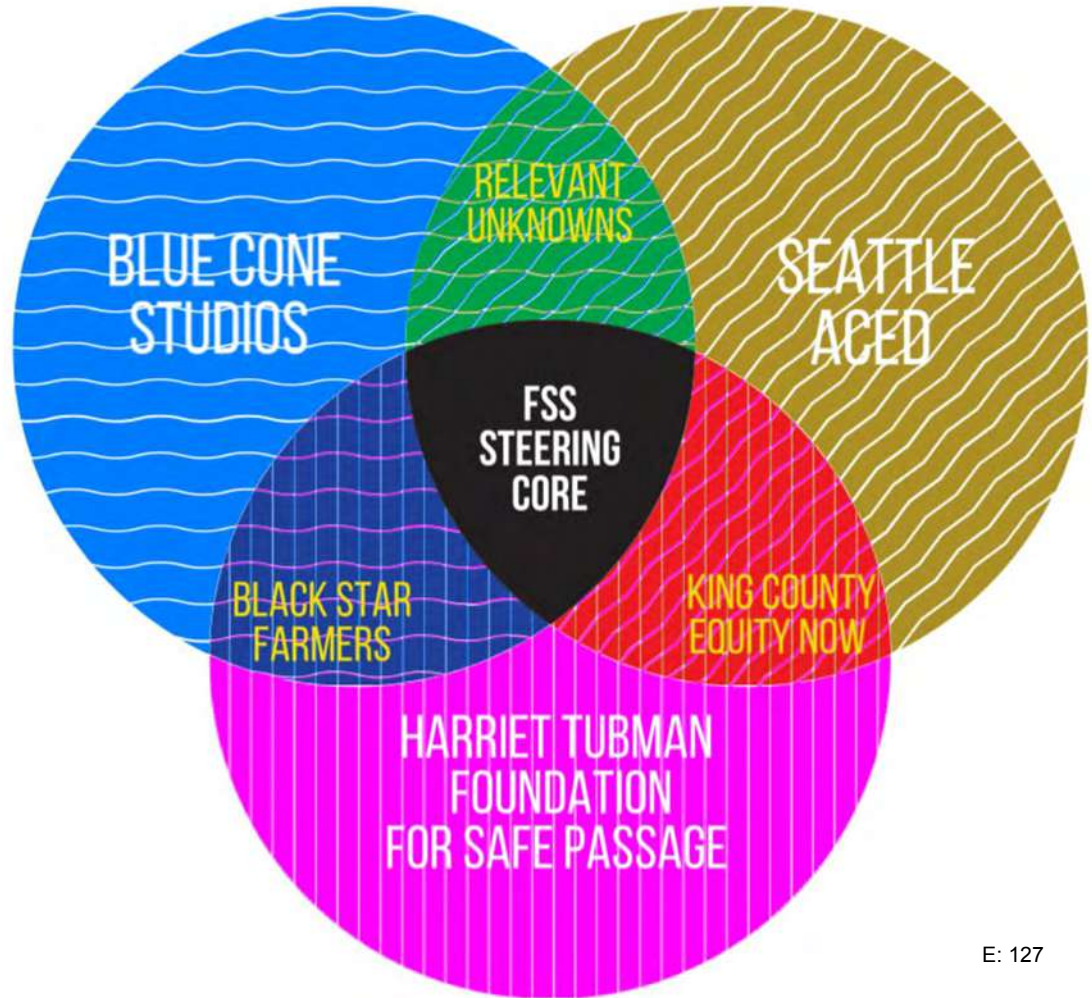 RELEVANT
UNKNOWNS
BLUE CONE
STUDIOS
SEATTLE
ACED
FSS
STEERING
CORE
BLACK STAR
FARMERS
KING COUNTY
EQUITY NOW
HARRIET TUBMAN
FOUNDATION
FOR SAFE PASSAGE
E: 127